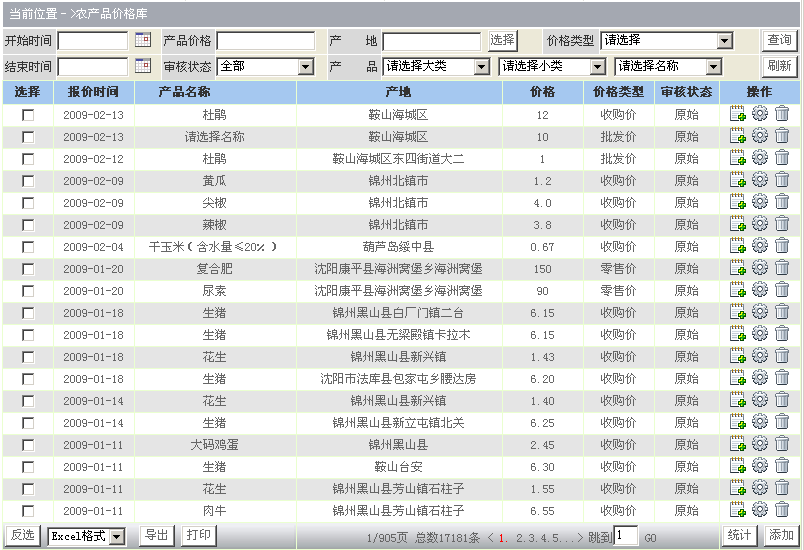 当前位置－>农产品价格库
开始时间 产品价格 产 地 选择 价格类型 请选择 查询
结束时间 审核状态 全部 产 品 请选择大类 请选择小类 请选择名称 刷新
选择 报价时间 产品名称 产地 价格 价格类型 审核状态 操作
2009-02-13 杜鹃 鞍山海城区 12 收购价 原始
2009-02-13 请选择名称 鞍山海城区 10 批发价 原始
2009-02-12 杜鹃 鞍山海城区东四街道大二 1 批发价 原始
2009-02-09 黄瓜 锦州北镇市 1.2 收购价 原始
2009-02-09 尖椒 锦州北镇市 4.0 收购价 原始
2009-02-09 辣椒 锦州北镇市 3.8 收购价 原始
2009-02-04 干玉米（含水量≤20%） 葫芦岛绥中县 0.67 收购价 原始
2009-01-20 复合肥 沈阳康平县海洲窝堡乡海洲窝堡 150 零售价 原始
2009-01-20 尿素 沈阳康平县海洲窝堡乡海洲窝堡 90 零售价 原始
2009-01-18 生猪 锦州黑山县白厂门镇二台 6.15 收购价 原始
2009-01-18 生猪 锦州黑山县无梁殿镇卡拉木 6.15 收购价 原始
2009-01-18 花生 锦州黑山县新兴镇 1.43 收购价 原始
2009-01-18 生猪 沈阳市法库县包家屯乡腰达房 6.20 收购价 原始
2009-01-14 花生 锦州黑山县新兴镇 1.40 收购价 原始
2009-01-14 生猪 锦州黑山县新立屯镇北关 6.25 收购价 原始
2009-01-11 大码鸡蛋 锦州黑山县 2.45 收购价 原始
2009-01-11 生猪 鞍山台安 6.30 收购价 原始
2009-01-11 花生 锦州黑山县芳山镇石柱子 1.55 收购价 原始
2009-01-11 肉牛 锦州黑山县芳山镇石柱子 6.55 收购价 原始
反选 Excel格式 导出 打印 1/905页 总数17181条 < 1. 2.3.4.5...> 跳到 1 GO 统计 添加